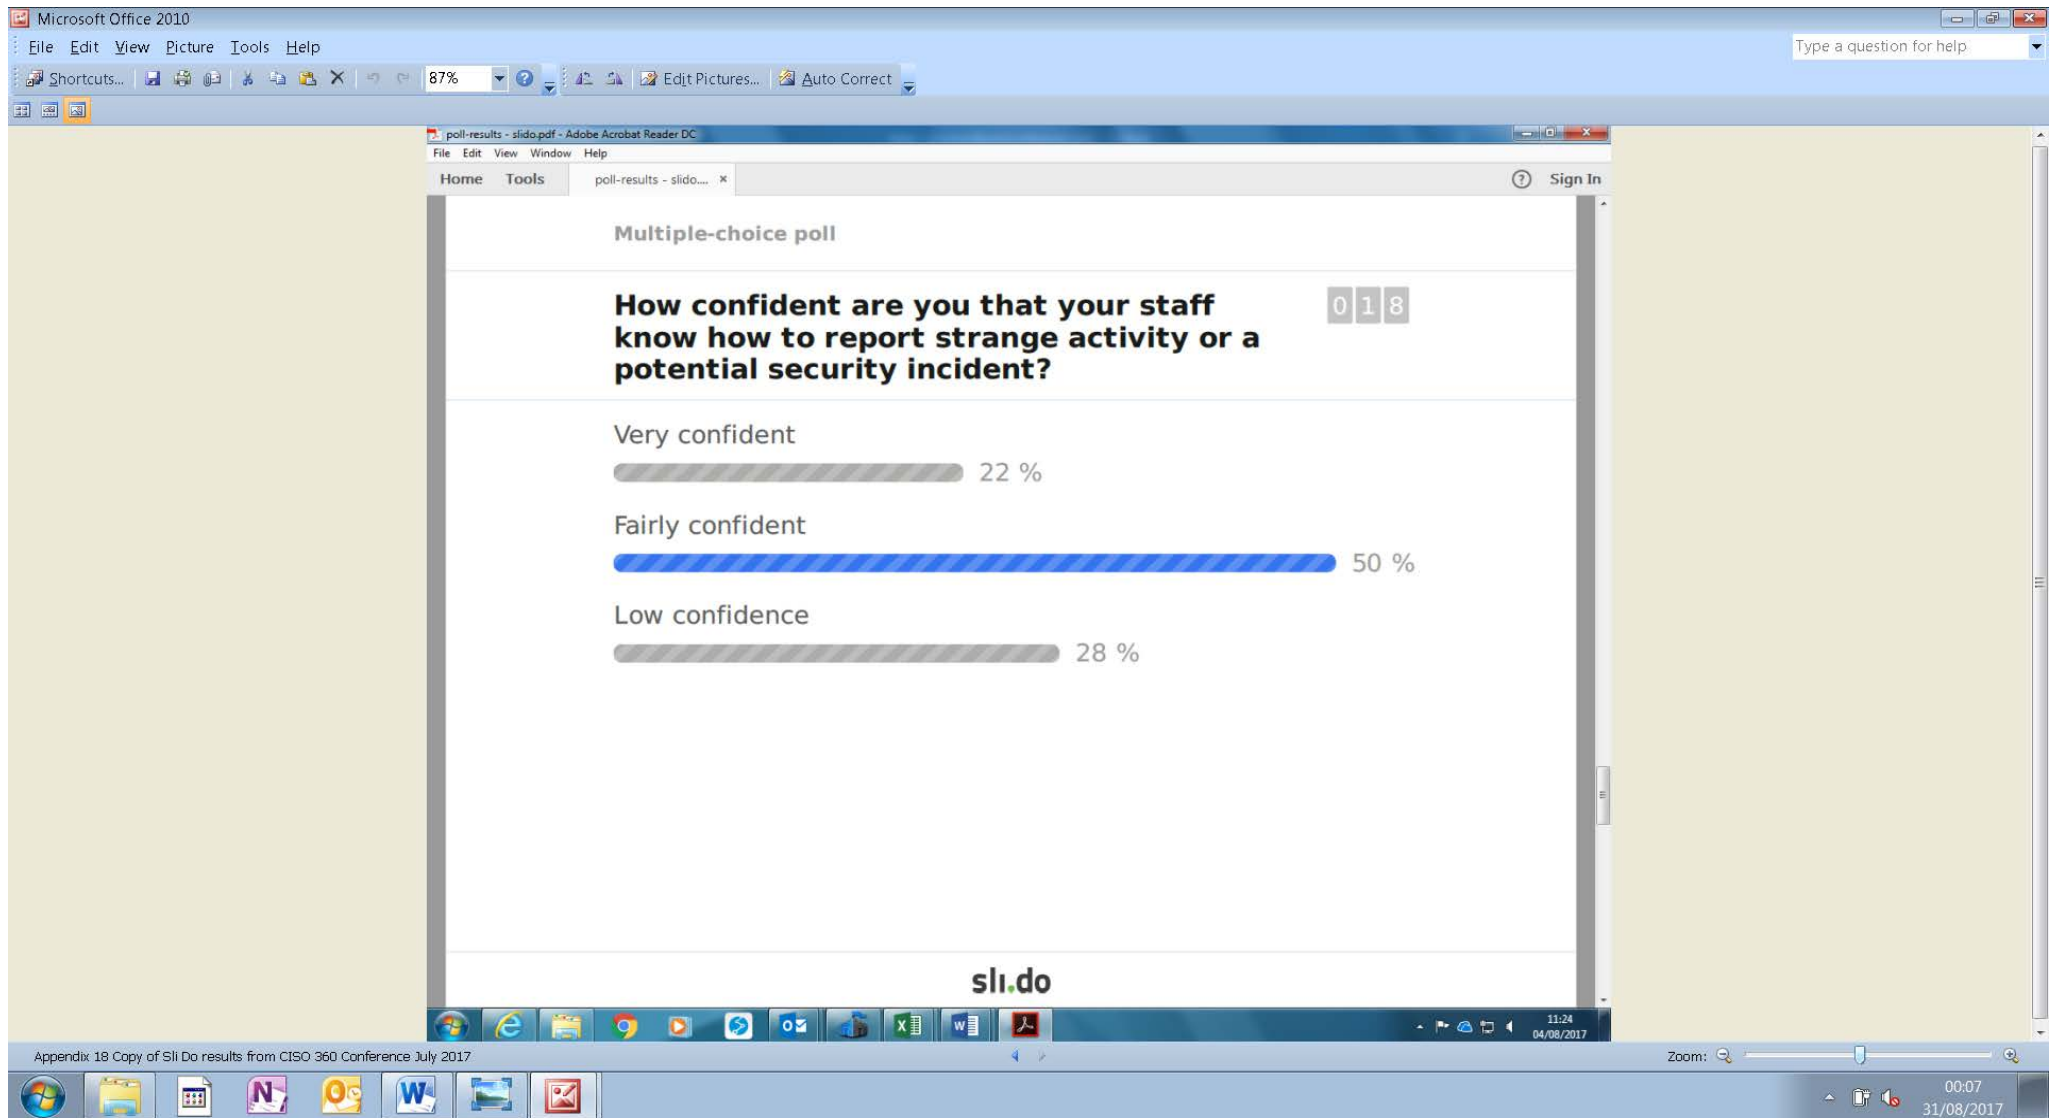 Microsoft Office 2010
File Edit View Picture Tools Help
Type a question for help
Shortcuts... 87% Edit Pictures... Auto Correct
poll-results - slido.pdf - Adobe Acrobat Reader DC
File Edit View Window Help
Home Tools poll-results - slido.... × ? Sign In
Multiple-choice poll
How confident are you that your staff
know how to report strange activity or a
potential security incident?
0 1 8
Very confident
22 %
Fairly confident
50 %
Low confidence
28 %
sli.do
11:24
04/08/2017
Appendix 18 Copy of Sli Do results from CISO 360 Conference July 2017
Zoom:
00:07
31/08/2017